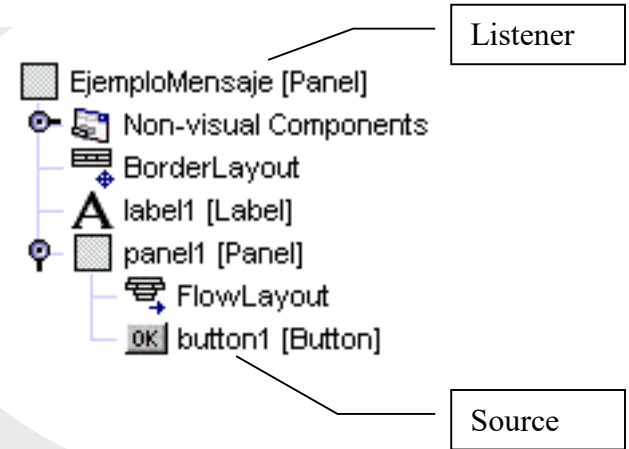 Listener
EjemploMensaje [Panel]
Non-visual Components
BorderLayout
label1 [Label]
panel1 [Panel]
FlowLayout
OK button1 [Button]
Source